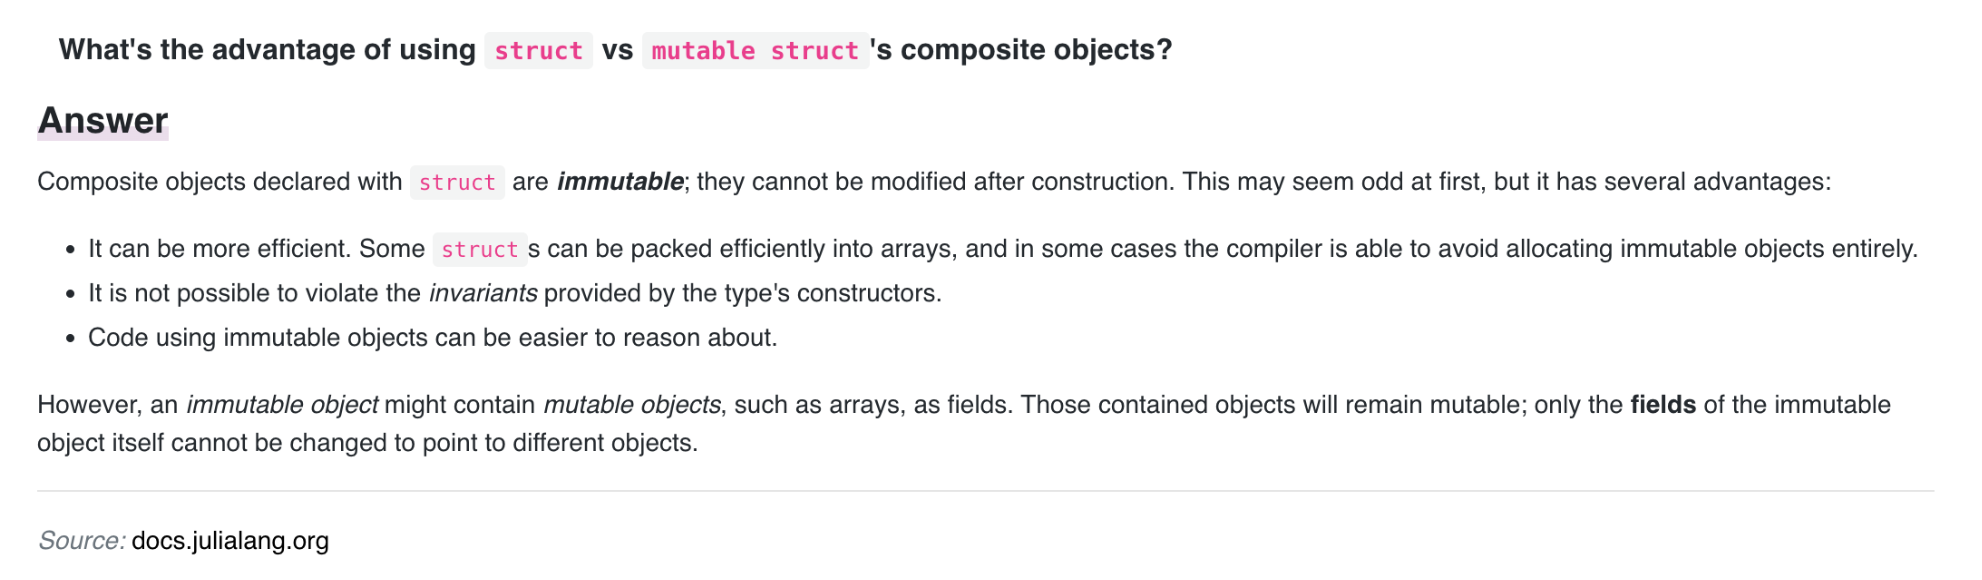 What's the advantage of using struct vs mutable struct's composite objects?
Answer
Composite objects declared with struct are immutable; they cannot be modified after construction. This may seem odd at first, but it has several advantages:
• It can be more efficient. Some structs can be packed efficiently into arrays, and in some cases the compiler is able to avoid allocating immutable objects entirely.
• It is not possible to violate the invariants provided by the type's constructors.
• Code using immutable objects can be easier to reason about.
However, an immutable object might contain mutable objects, such as arrays, as fields. Those contained objects will remain mutable; only the fields of the immutable
object itself cannot be changed to point to different objects.
Source: docs.julialang.org